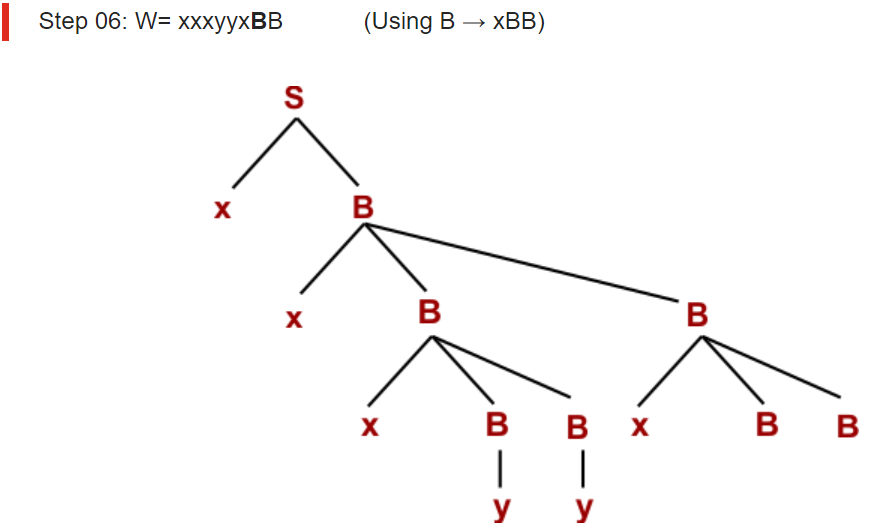 Step 06: W= xxxyyxBB (Using B → xBB)
S
x B
x B B
x B B x B B
y y